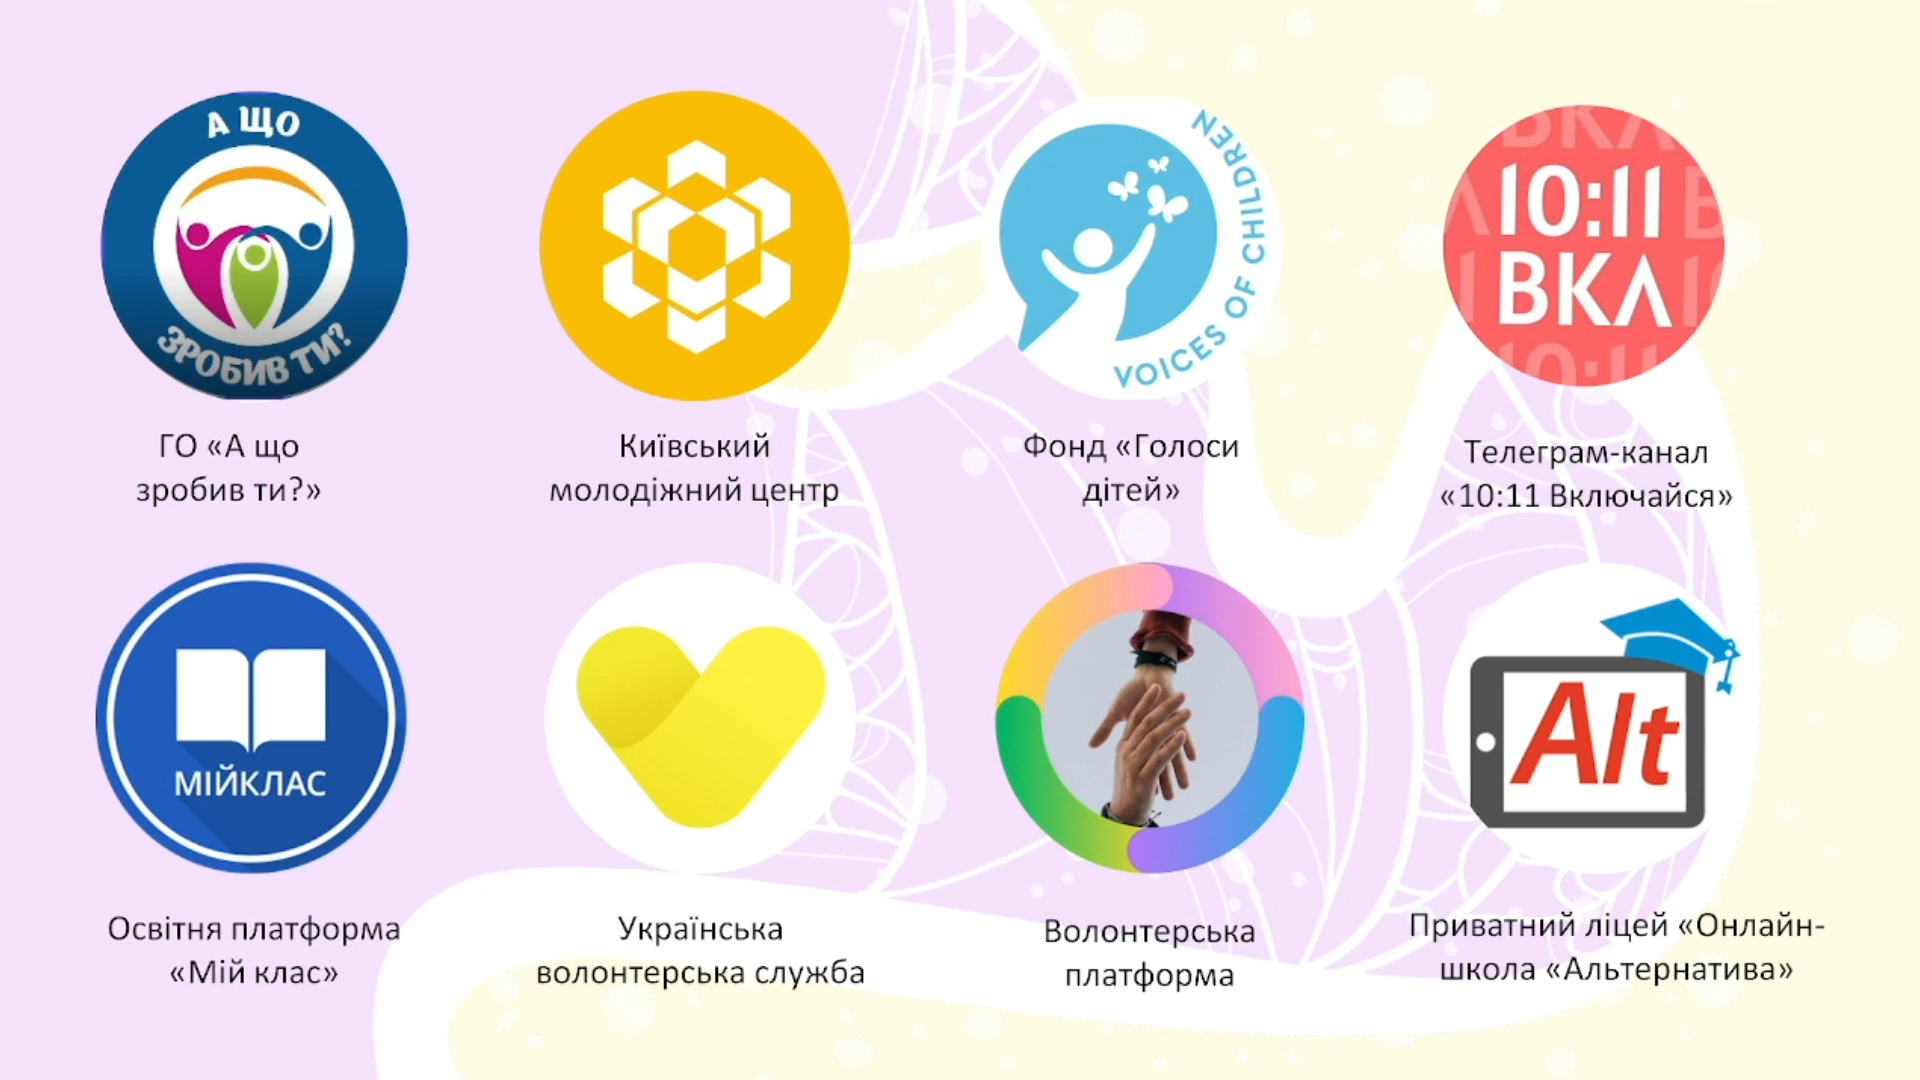 А ЩО
ЗРОБИВ ТИ?
VOICES OF CHILDREN
10:11
ВКЛ
ГО «А що
зробив ти?»
Київський
молодіжний центр
Фонд «Голоси
дітей»
Телеграм-канал
«10:11 Включайся»
МІЙКЛАС
Alt
Освітня платформа
«Мій клас»
Українська
волонтерська служба
Волонтерська
платформа
Приватний ліцей «Онлайн-
школа «Альтернатива»